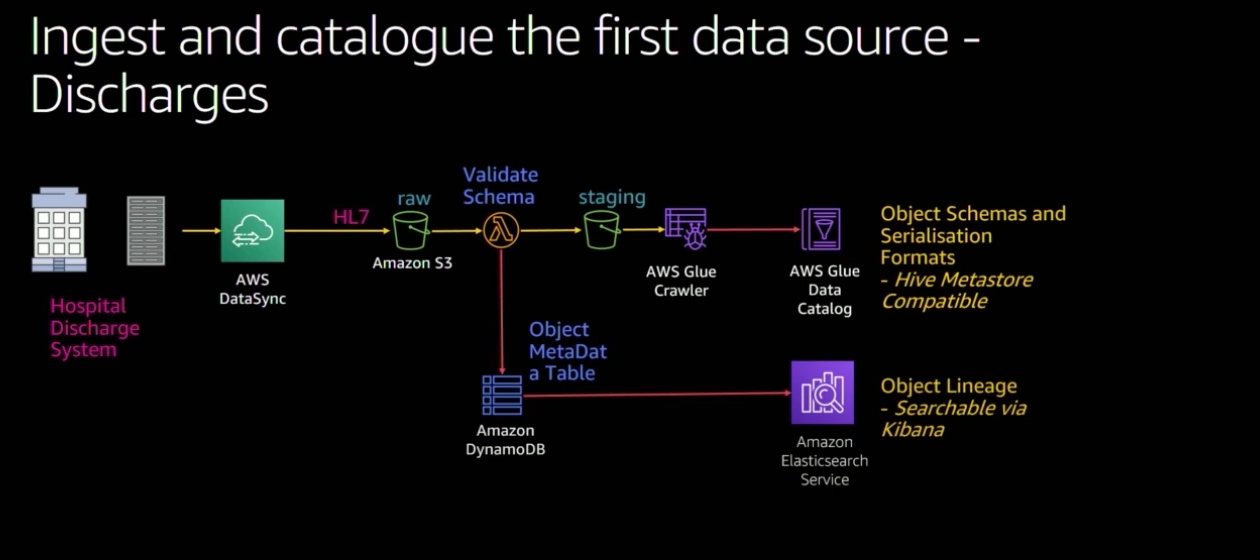 Ingest and catalogue the first data source -
Discharges
Validate
Schema
raw
staging
HL7
Object Schemas and
Serialisation
Formats
- Hive Metastore
Compatible
Amazon S3
AWS
DataSync
AWS Glue
Crawler
AWS Glue
Data
Catalog
Hospital
Discharge
System
Object
MetaDat
a Table
Object Lineage
- Searchable via
Kibana
Amazon
DynamoDB
Amazon
Elasticsearch
Service